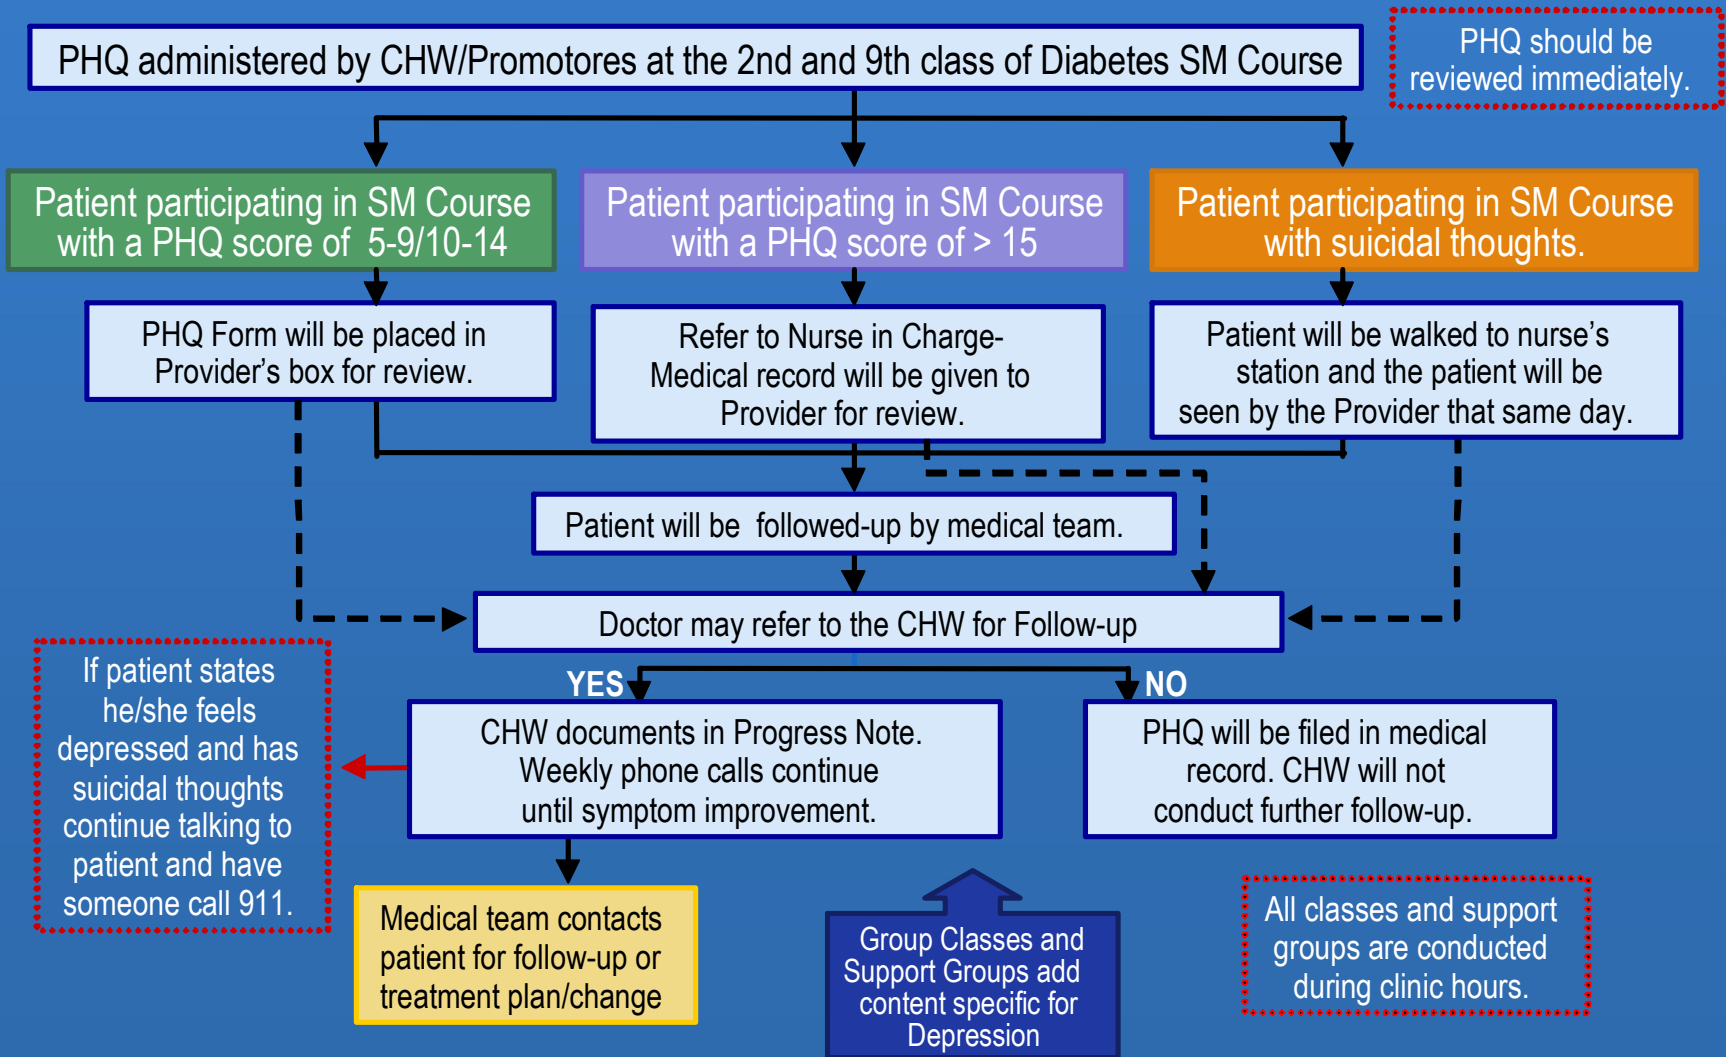 PHQ administered by CHW/Promotores at the 2nd and 9th class of Diabetes SM Course
PHQ should be
reviewed immediately.
Patient participating in SM Course
with a PHQ score of 5-9/10-14
Patient participating in SM Course
with a PHQ score of > 15
Patient participating in SM Course
with suicidal thoughts.
PHQ Form will be placed in
Provider’s box for review.
Refer to Nurse in Charge-
Medical record will be given to
Provider for review.
Patient will be walked to nurse’s
station and the patient will be
seen by the Provider that same day.
Patient will be followed-up by medical team.
Doctor may refer to the CHW for Follow-up
YES
NO
If patient states
he/she feels
depressed and has
suicidal thoughts
continue talking to
patient and have
someone call 911.
CHW documents in Progress Note.
Weekly phone calls continue
until symptom improvement.
PHQ will be filed in medical
record. CHW will not
conduct further follow-up.
Medical team contacts
patient for follow-up or
treatment plan/change
Group Classes and
Support Groups add
content specific for
Depression
All classes and support
groups are conducted
during clinic hours.